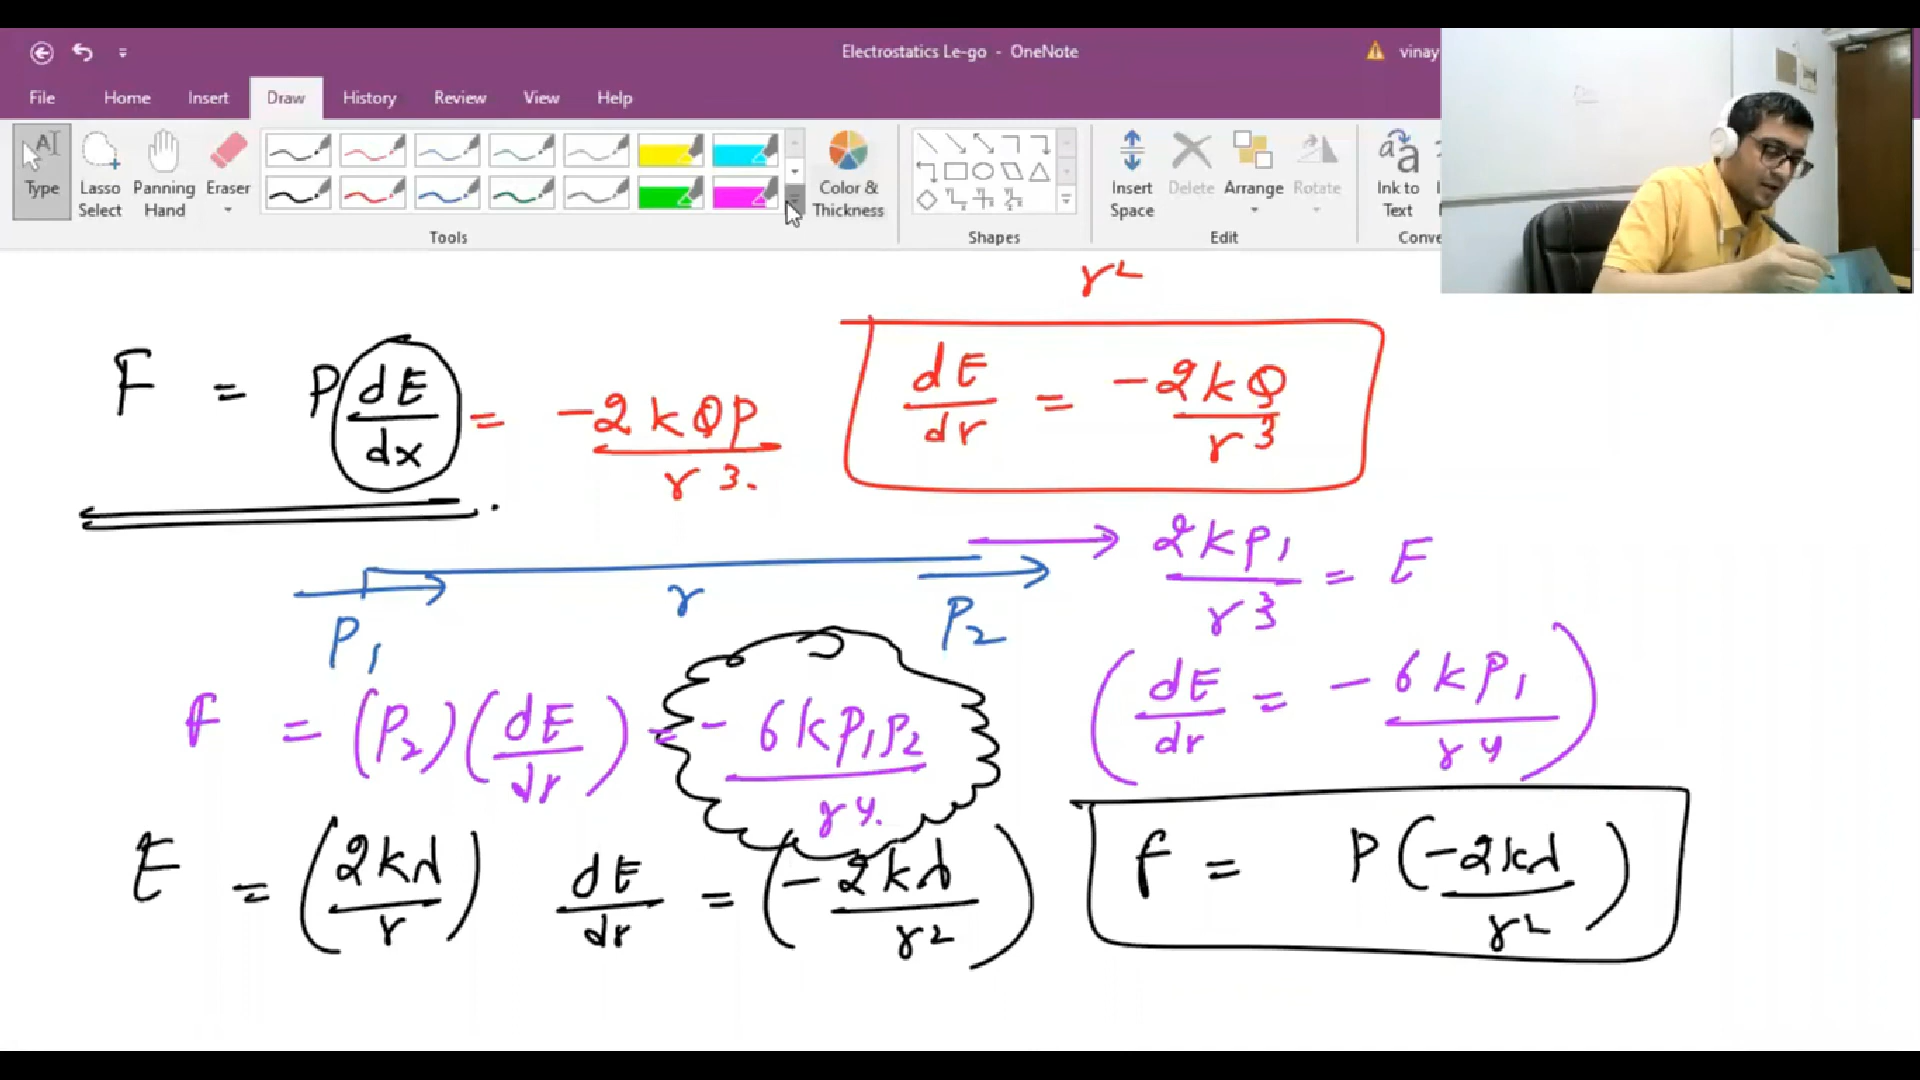 Electrostatics Le-go - OneNote
vinay
File Home Insert Draw History Review View Help
Type
Lasso Select
Panning Hand
Eraser
Color & Thickness
Insert Space
Delete
Arrange
Rotate
Ink to Text
Tools
Shapes
Edit
Conve
r²
F = P dE/dx = -2kQP/r³.
dE/dr = -2kQ/r³
2kP₁/r³ = E
r
P₁
P₂
F = (P₂)(dE/dr) = -6kP₁P₂/r⁴.
(dE/dr = -6kP₁/r⁴)
E = (2kλ/r) dE/dr = (-2kλ/r²)
f = P(-2kλ/r²)